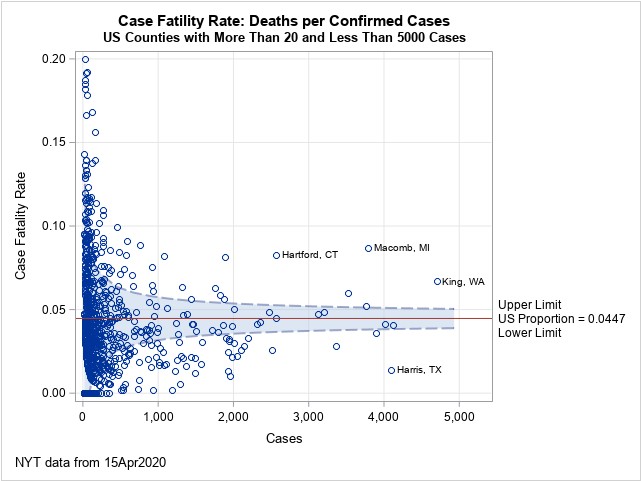 Case Fatility Rate: Deaths per Confirmed Cases
US Counties with More Than 20 and Less Than 5000 Cases
Case Fatality Rate
0.20
0.15
0.10
0.05
0.00
Hartford, CT
Macomb, MI
King, WA
Harris, TX
Upper Limit
US Proportion = 0.0447
Lower Limit
0
1,000
2,000
3,000
4,000
5,000
Cases
NYT data from 15Apr2020